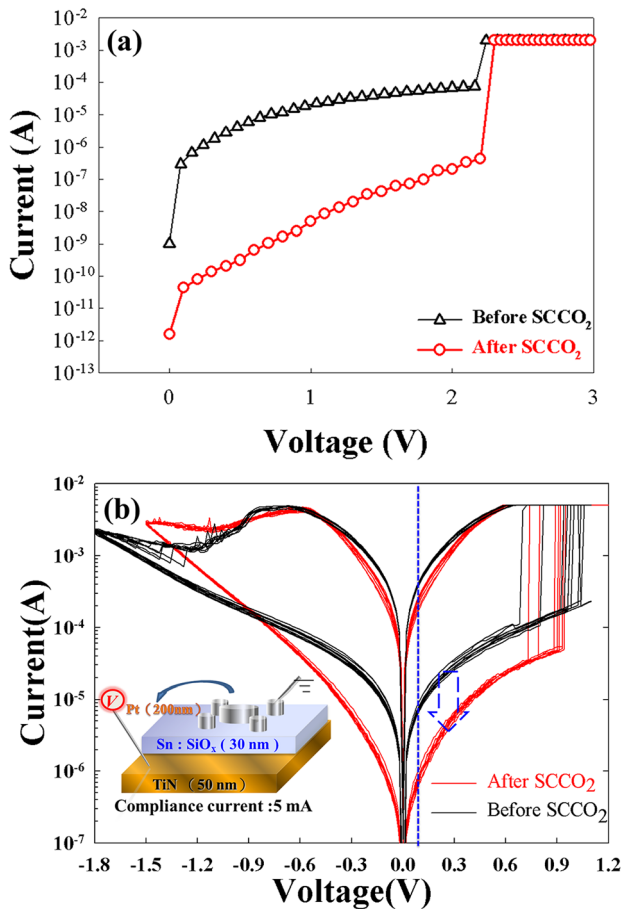 (a)
Current (A)
10-2
10-3
10-4
10-5
10-6
10-7
10-8
10-9
10-10
10-11
10-12
10-13
Before SCCO2
After SCCO2
0 1 2 3
Voltage (V)
(b)
Current(A)
10-2
10-3
10-4
10-5
10-6
10-7
V
Pt (200nm)
Sn : SiOx ( 30 nm )
TiN (50 nm)
Compliance current :5 mA
After SCCO2
Before SCCO2
-1.8 -1.5 -1.2 -0.9 -0.6 -0.3 0.0 0.3 0.6 0.9 1.2
Voltage(V)